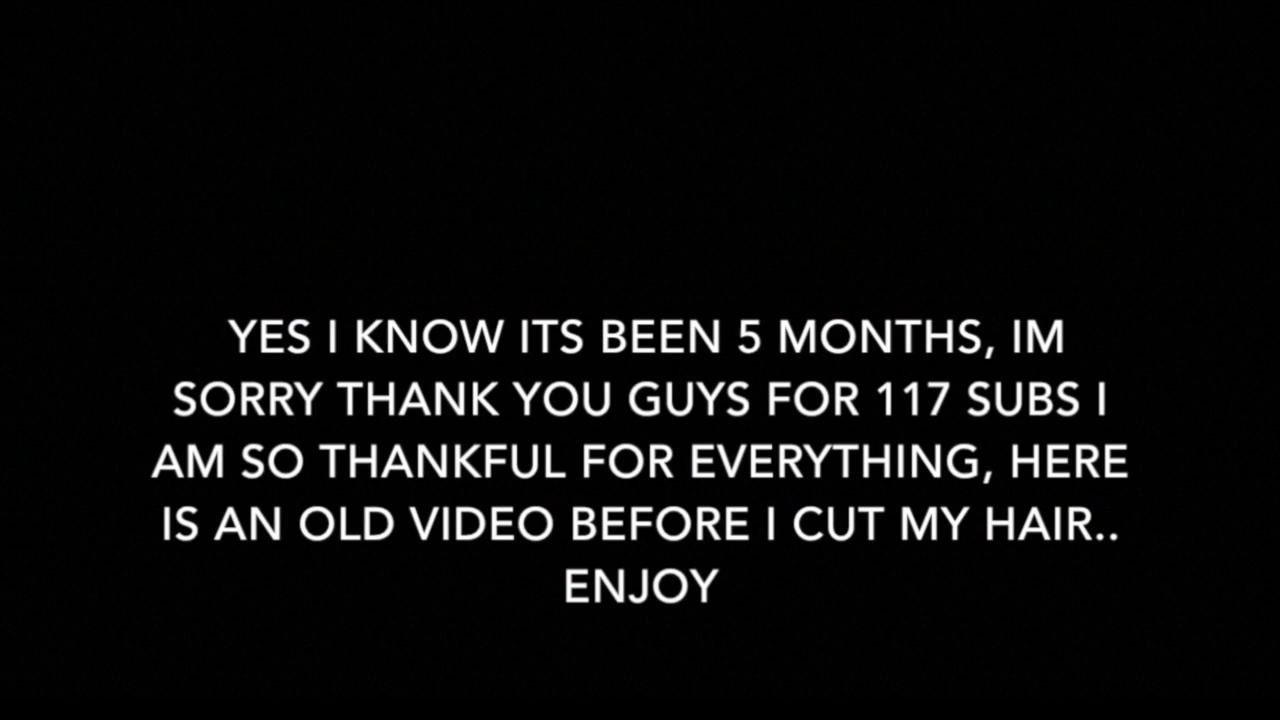 YES I KNOW ITS BEEN 5 MONTHS, IM
SORRY THANK YOU GUYS FOR 117 SUBS I
AM SO THANKFUL FOR EVERYTHING, HERE
IS AN OLD VIDEO BEFORE I CUT MY HAIR..
ENJOY